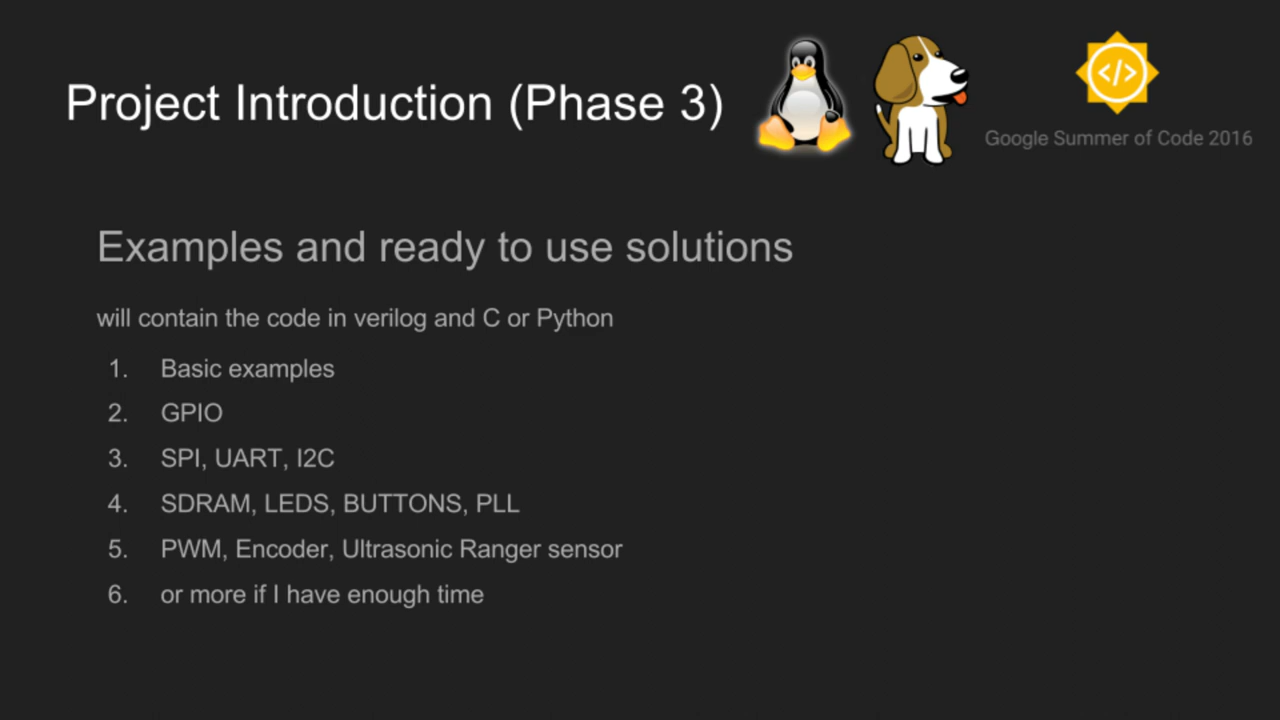 Project Introduction (Phase 3)
</>
Google Summer of Code 2016
Examples and ready to use solutions
will contain the code in verilog and C or Python
1. Basic examples
2. GPIO
3. SPI, UART, I2C
4. SDRAM, LEDS, BUTTONS, PLL
5. PWM, Encoder, Ultrasonic Ranger sensor
6. or more if I have enough time